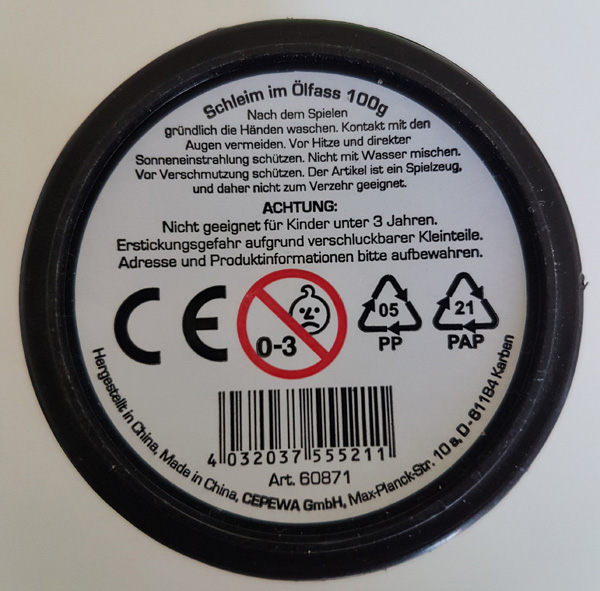 Schleim im Ölfass 100g
Nach dem Spielen
gründlich die Händen waschen. Kontakt mit den
Augen vermeiden. Vor Hitze und direkter
Sonneneinstrahlung schützen. Nicht mit Wasser mischen.
Vor Verschmutzung schützen. Der Artikel ist ein Spielzeug,
und daher nicht zum Verzehr geeignet.
ACHTUNG:
Nicht geeignet für Kinder unter 3 Jahren.
Erstickungsgefahr aufgrund verschluckbarer Kleinteile.
Adresse und Produktinformationen bitte aufbewahren.
CE 0-3 05 21
PP PAP
4 032037 555211
Art. 60871
Hergestellt in China. Made in China, CEPEWA GmbH, Max-Planck-Str. 10 a, D-61184 Karben